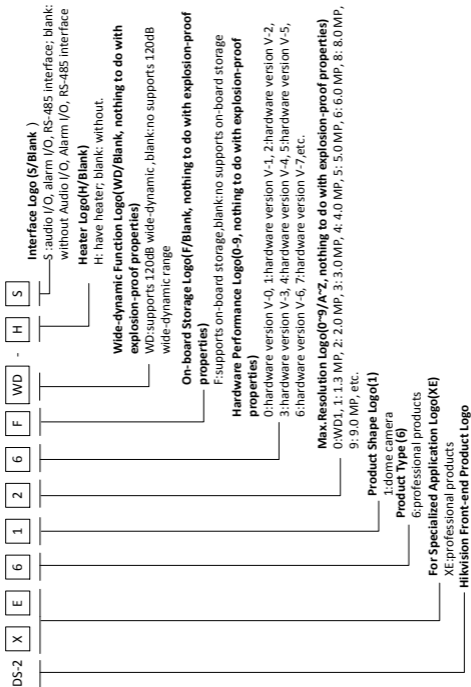 DS-2 X E 6 1 2 6 F WD - H S
Interface Logo (S/Blank )
S :audio I/O, alarm I/O, RS-485 interface; blank:
without Audio I/O, Alarm I/O, RS-485 interface
Heater Logo(H/Blank)
H: have heater; blank: without.
Wide-dynamic Function Logo(WD/Blank, nothing to do with
explosion-proof properties)
WD:supports 120dB wide-dynamic ,blank:no supports 120dB
wide-dynamic range
On-board Storage Logo(F/Blank, nothing to do with explosion-proof
properties)
F:supports on-board storage,blank:no supports on-board storage
Hardware Performance Logo(0-9, nothing to do with explosion-proof
properties)
0:hardware version V-0, 1:hardware version V-1, 2:hardware version V-2,
3:hardware version V-3, 4:hardware version V-4, 5:hardware version V-5,
6:hardware version V-6, 7:hardware version V-7,etc.
Max.Resolution Logo(0~9/A~Z, nothing to do with explosion-proof properties)
0:WD1, 1: 1.3 MP, 2: 2.0 MP, 3: 3.0 MP, 4: 4.0 MP, 5: 5.0 MP, 6: 6.0 MP, 8: 8.0 MP,
9: 9.0 MP, etc.
Product Shape Logo(1)
1:dome camera
Product Type (6)
6:professional products
For Specialized Application Logo(XE)
XE:professional products
Hikvision Front-end Product Logo